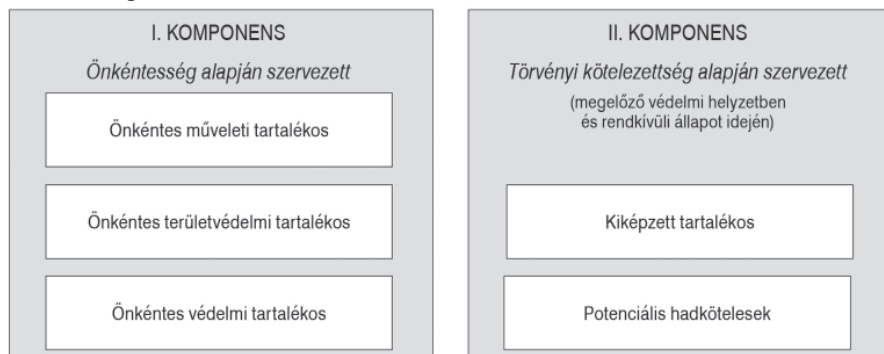 I. KOMPONENS
Önkéntesség alapján szervezett
Önkéntes műveleti tartalékos
Önkéntes területvédelmi tartalékos
Önkéntes védelmi tartalékos
II. KOMPONENS
Törvényi kötelezettség alapján szervezett
(megelőző védelmi helyzetben
és rendkívüli állapot idején)
Kiképzett tartalékos
Potenciális hadkötelesek